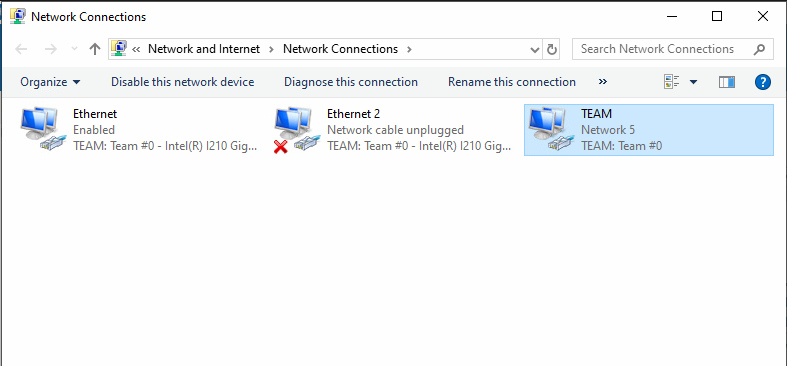 Network Connections
« Network and Internet > Network Connections >
Search Network Connections
Organize Disable this network device Diagnose this connection Rename this connection »
Ethernet
Enabled
TEAM: Team #0 - Intel(R) I210 Gig...
Ethernet 2
Network cable unplugged
TEAM: Team #0 - Intel(R) I210 Gig...
TEAM
Network 5
TEAM: Team #0